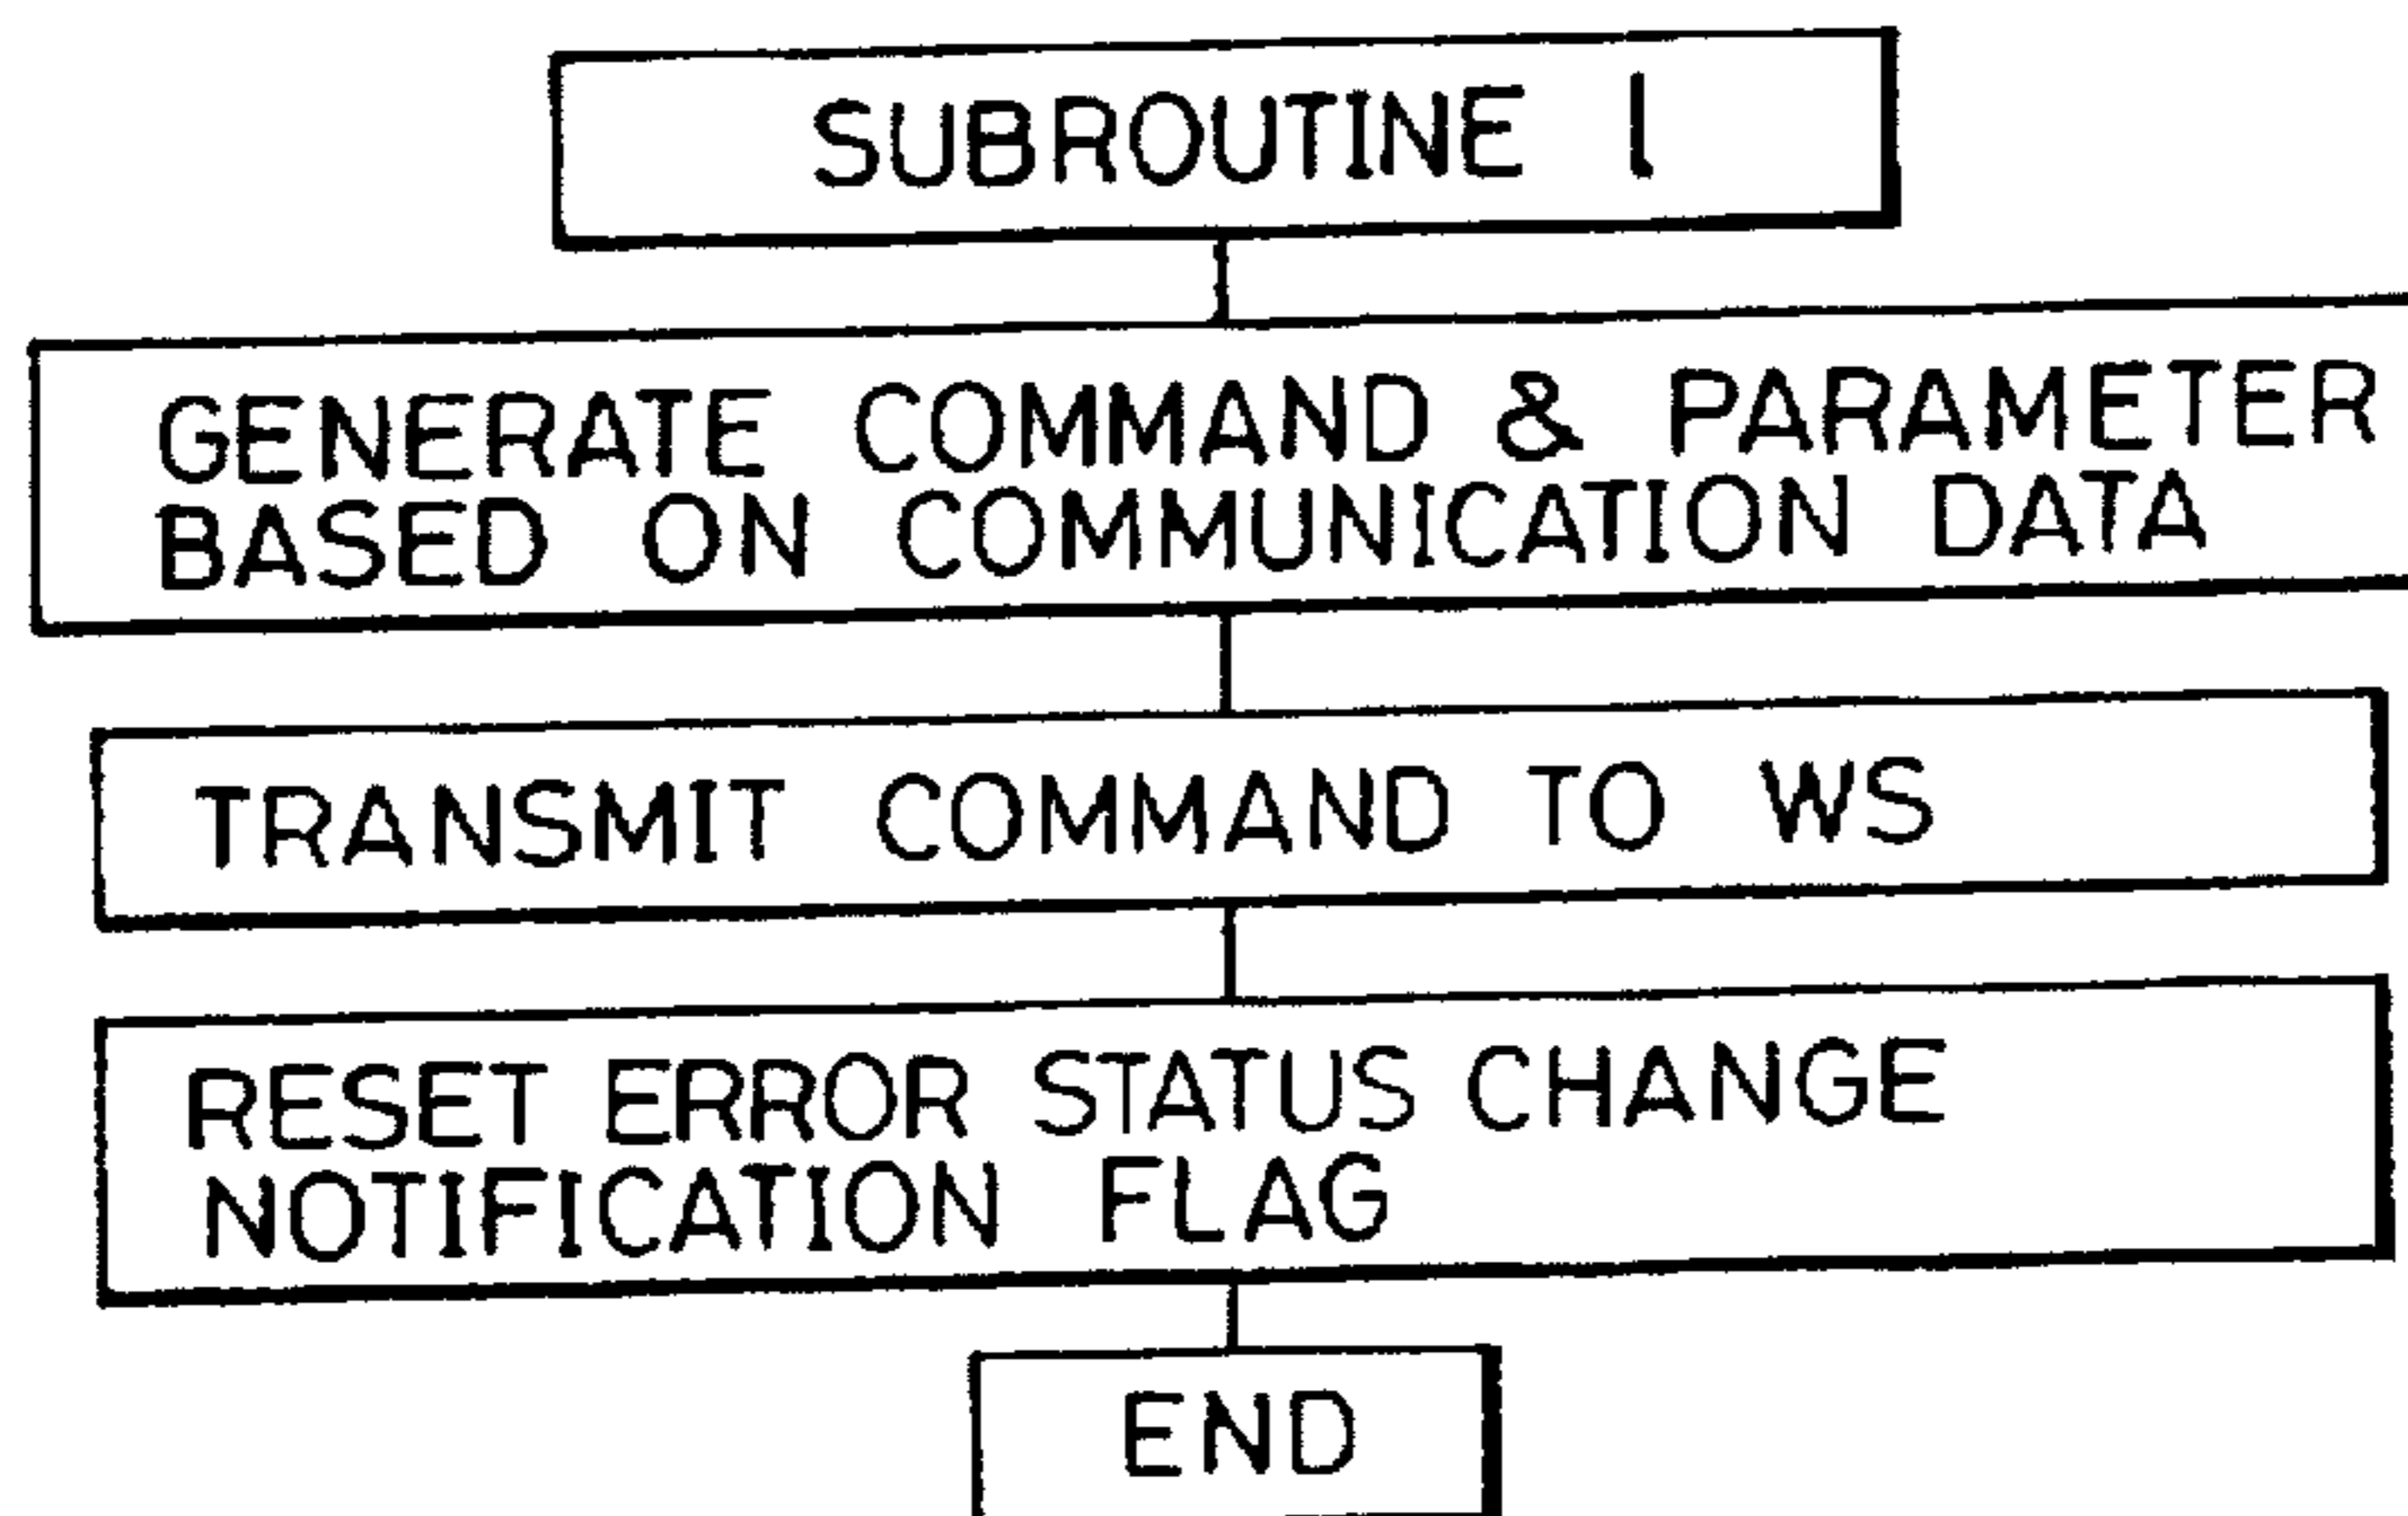 SUBROUTINE 1
GENERATE COMMAND & PARAMETER
BASED ON COMMUNICATION DATA
TRANSMIT COMMAND TO WS
RESET ERROR STATUS CHANGE
NOTIFICATION FLAG
END